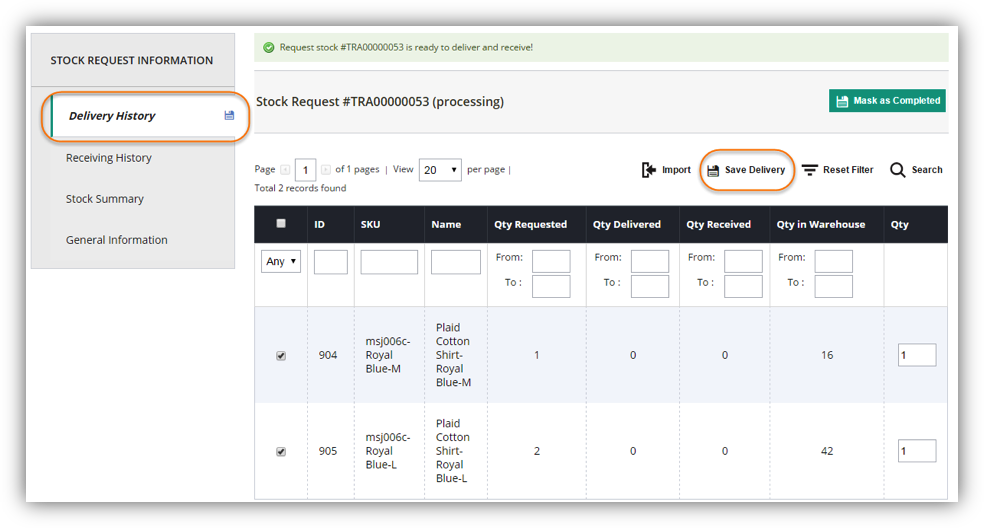 STOCK REQUEST INFORMATION
Delivery History
Receiving History
Stock Summary
General Information
Request stock #TRA00000053 is ready to deliver and receive!
Stock Request #TRA00000053 (processing)
Mask as Completed
Page 1 of 1 pages | View 20 per page |
Total 2 records found
Import
Save Delivery
Reset Filter
Search
ID SKU Name Qty Requested Qty Delivered Qty Received Qty in Warehouse Qty
Any From: From: From: From:
To : To : To : To :
904 msj006c-Royal Blue-M Plaid Cotton Shirt-Royal Blue-M 1 0 0 16 1
905 msj006c-Royal Blue-L Plaid Cotton Shirt-Royal Blue-L 2 0 0 42 1